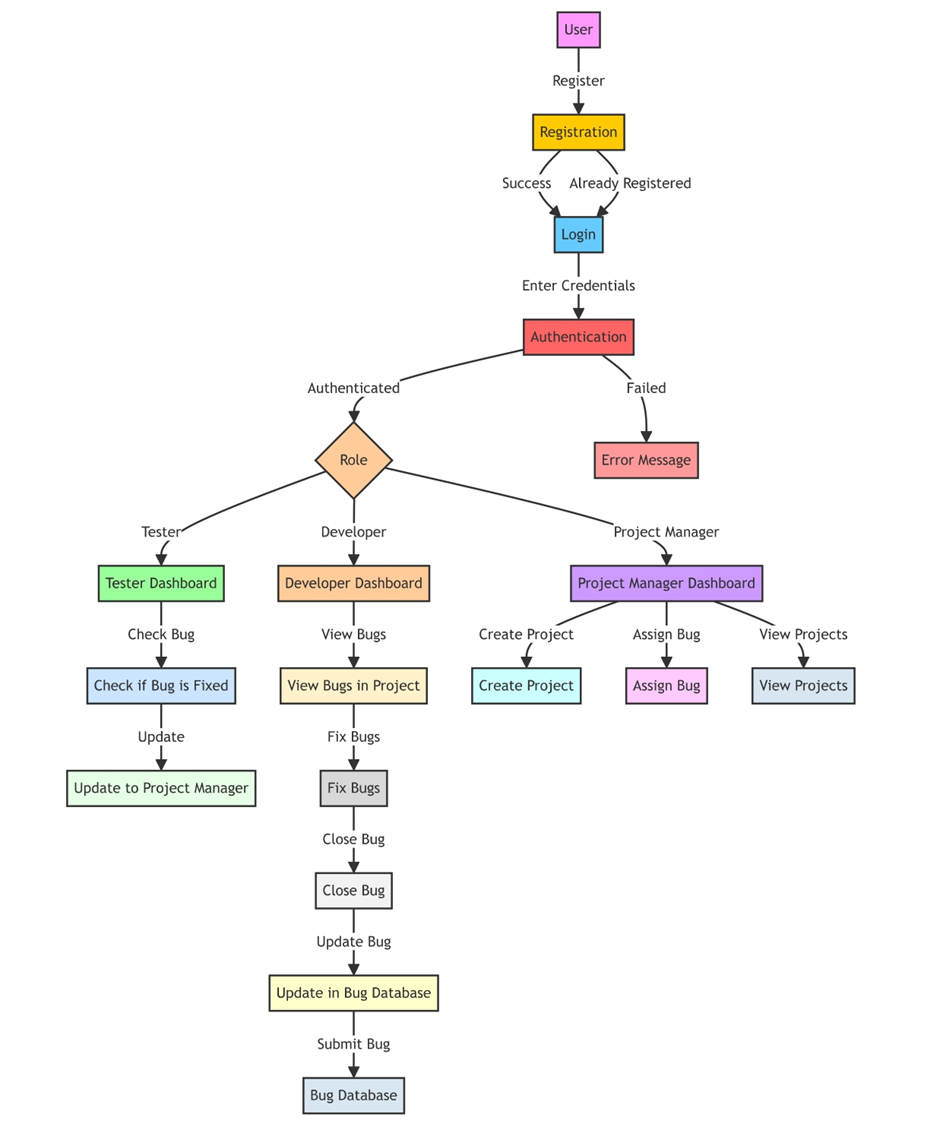 User
Register
Registration
Success
Already Registered
Login
Enter Credentials
Authentication
Authenticated
Failed
Role
Error Message
Tester
Developer
Project Manager
Tester Dashboard
Developer Dashboard
Project Manager Dashboard
Check Bug
View Bugs
Create Project
Assign Bug
View Projects
Check if Bug is Fixed
View Bugs in Project
Create Project
Assign Bug
View Projects
Update
Fix Bugs
Update to Project Manager
Fix Bugs
Close Bug
Close Bug
Update Bug
Update in Bug Database
Submit Bug
Bug Database